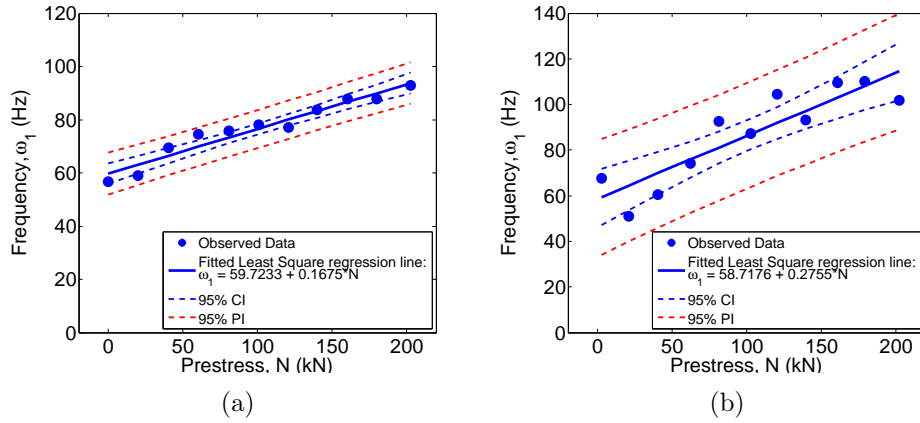 120
100
80
60
40
20
0
Frequency, ω1 (Hz)
Observed Data
Fitted Least Square regression line:
ω1 = 59.7233 + 0.1675*N
95% CI
95% PI
0 50 100 150 200
Prestress, N (kN)
(a)
140
120
100
80
60
40
20
0
Frequency, ω1 (Hz)
Observed Data
Fitted Least Square regression line:
ω1 = 58.7176 + 0.2755*N
95% CI
95% PI
0 50 100 150 200
Prestress, N (kN)
(b)